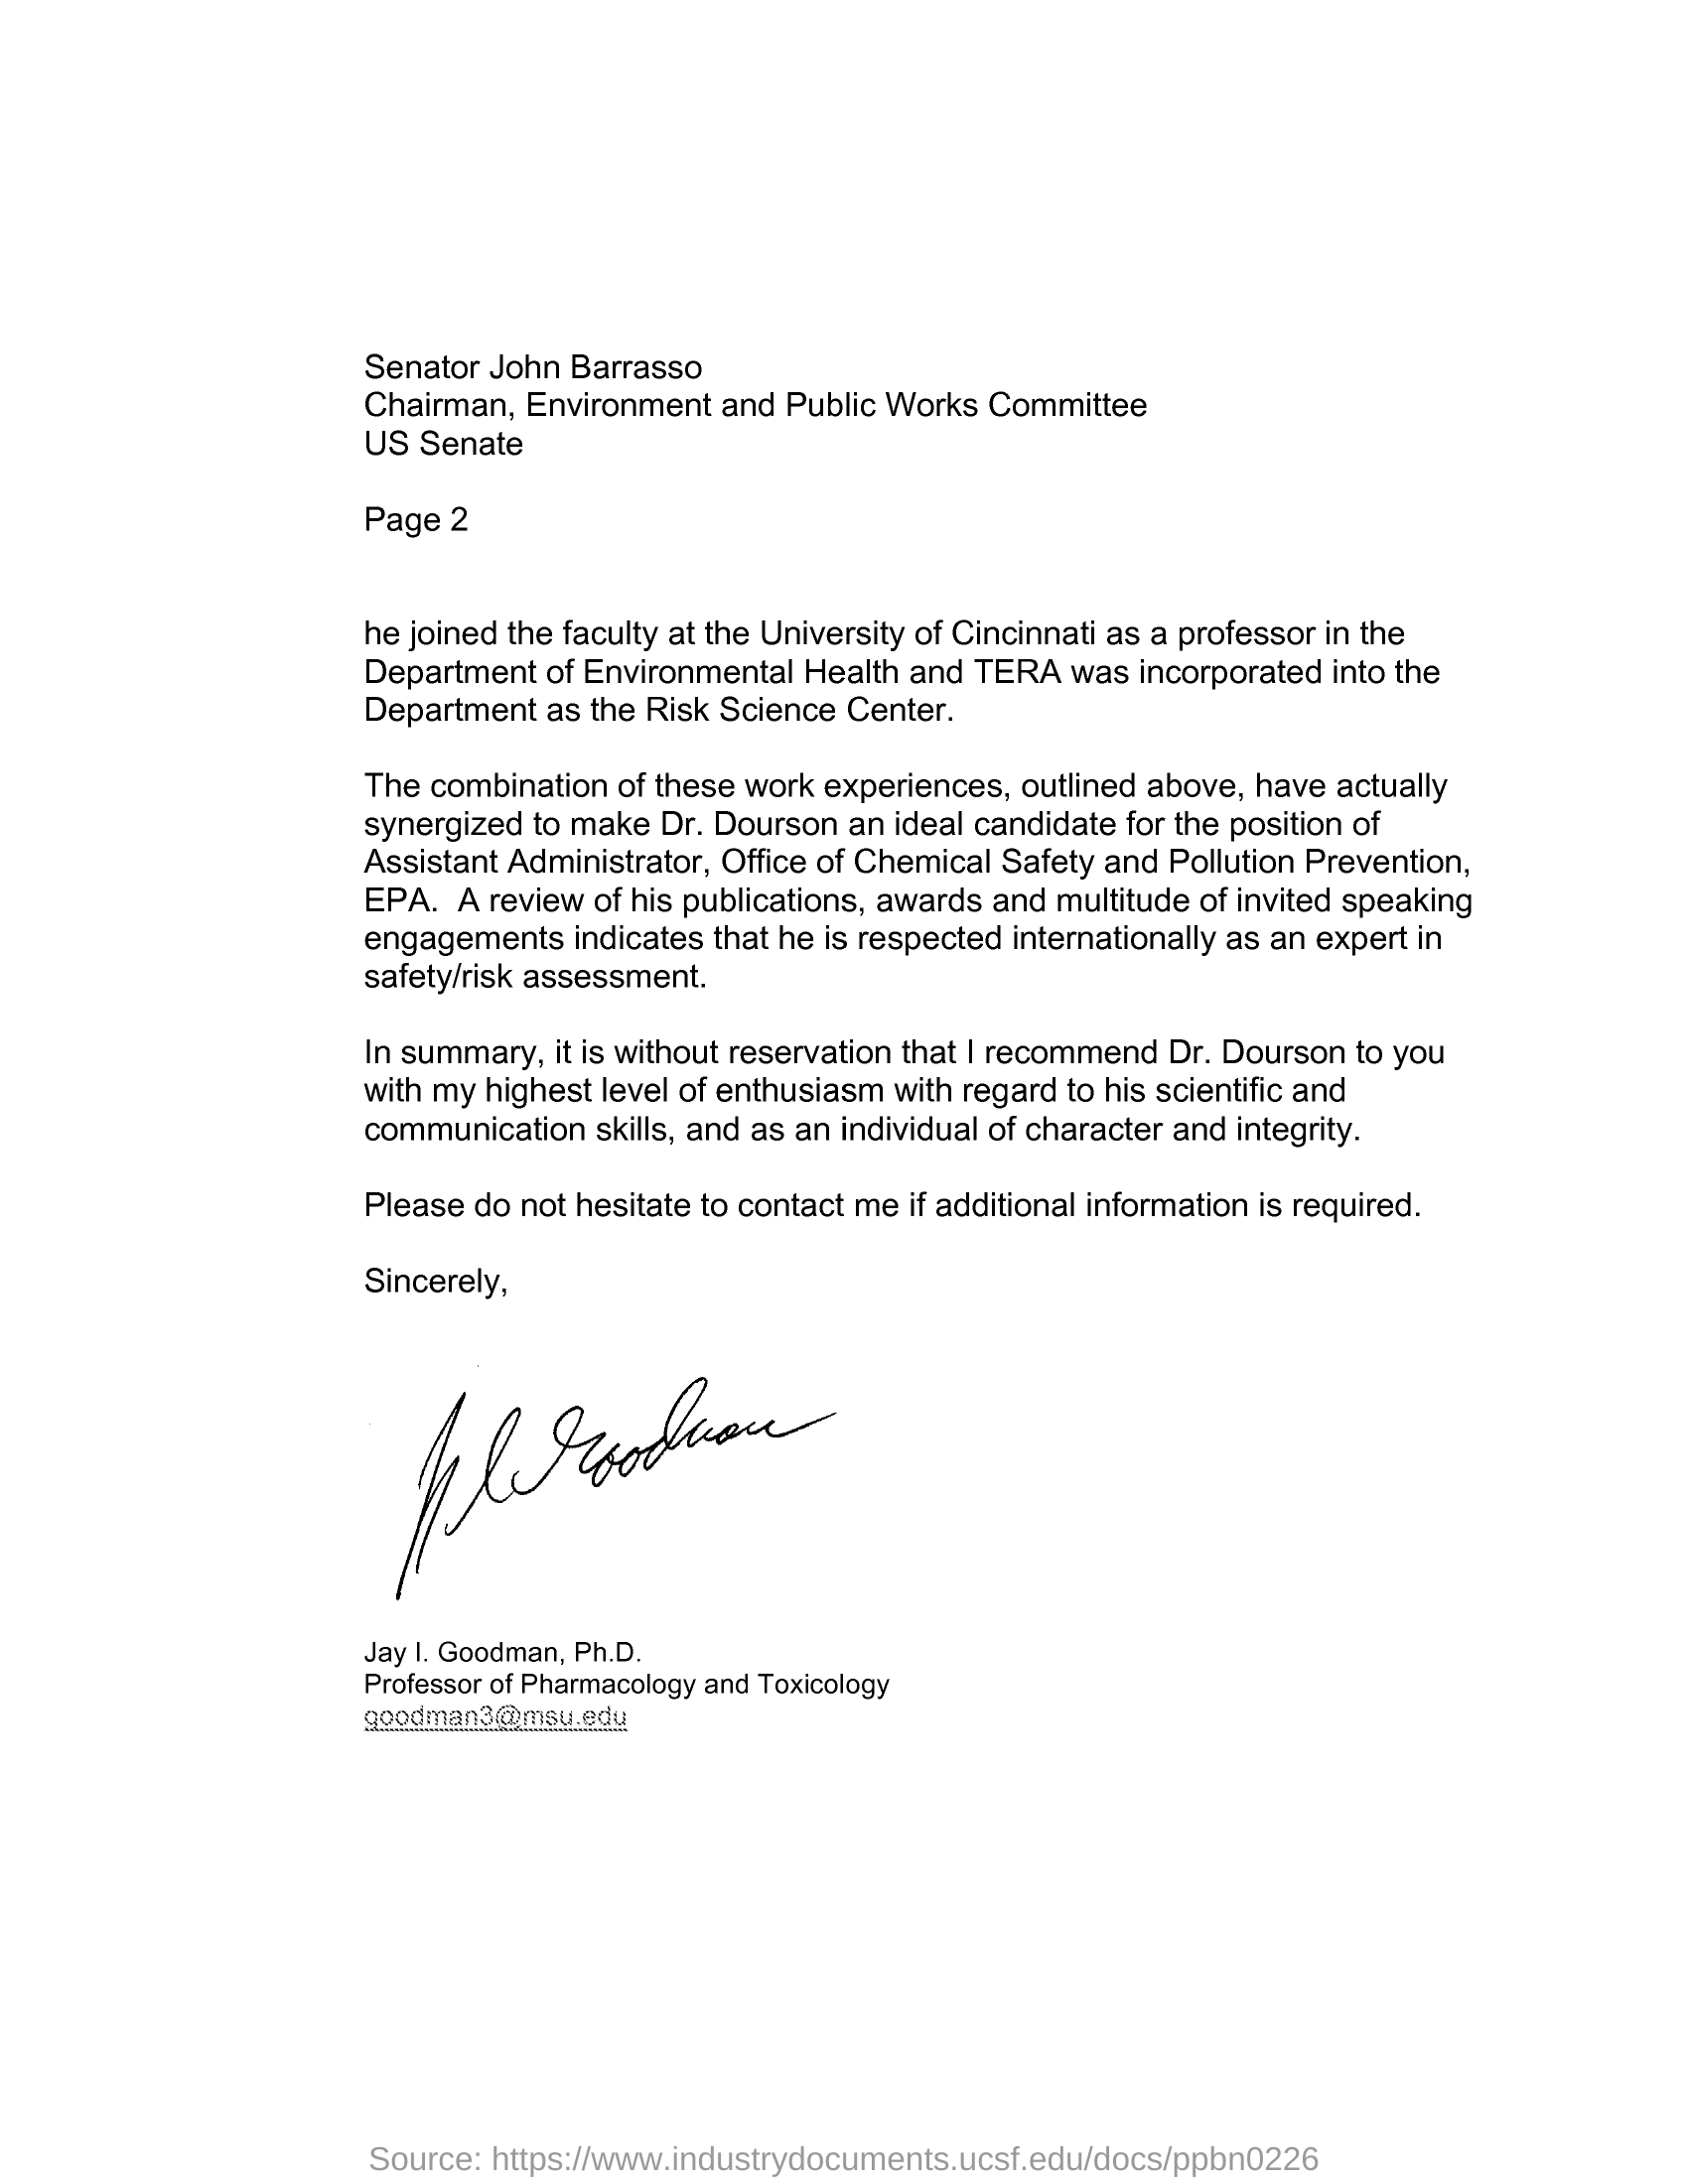 Senator John Barrasso
Chairman, Environment and Public Works Committee
US Senate
Page 2
he joined the faculty at the University of Cincinnati as a professor in the
Department of Environmental Health and TERA was incorporated into the
Department as the Risk Science Center.
The combination of these work experiences, outlined above, have actually
synergized to make Dr. Dourson an ideal candidate for the position of
Assistant Administrator, Office of Chemical Safety and Pollution Prevention,
EPA.  A review of his publications, awards and multitude of invited speaking
engagements indicates that he is respected internationally as an expert in
safety/risk assessment.
In summary, it is without reservation that I recommend Dr. Dourson to you
with my highest level of enthusiasm with regard to his scientific and
communication skills, and as an individual of character and integrity.
Please do not hesitate to contact me if additional information is required.
Sincerely,
Goodman
Jay I. Goodman, Ph.D.
Professor of Pharmacology and Toxicology
goodman3@msu.edu
Source: https://www.industrydocuments.ucsf.edu/docs/ppbn0226